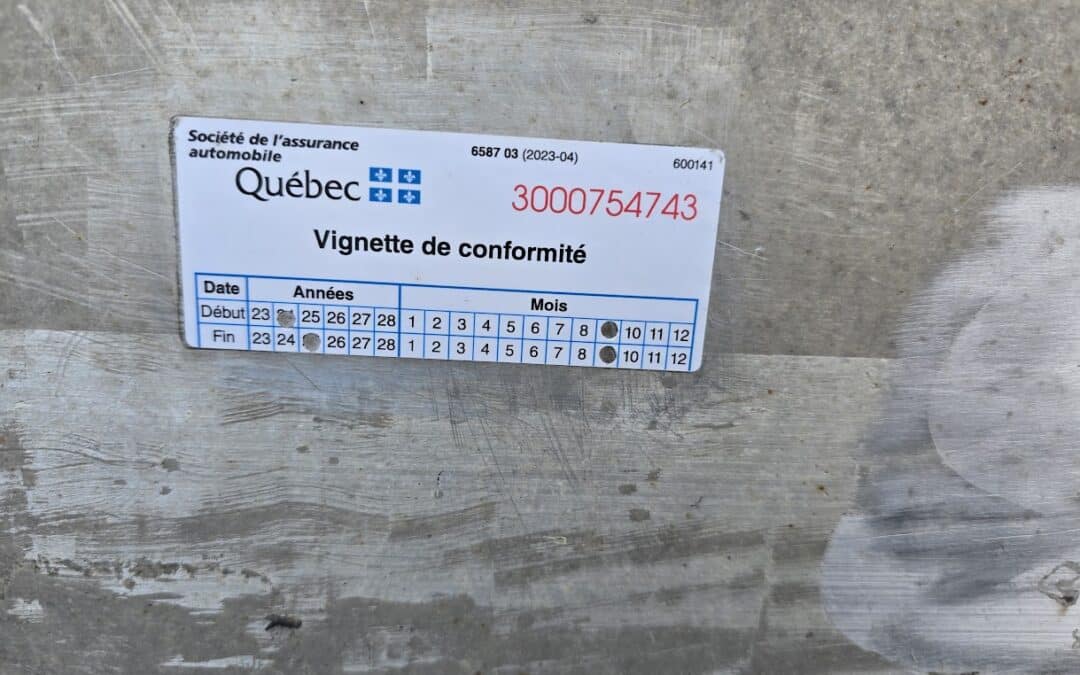 Société de l'assurance
automobile
Québec
6587 03 (2023-04)
600141
3000754743
Vignette de conformité
Date Années Mois
Début 23 25 26 27 28 1 2 3 4 5 6 7 8 10 11 12
Fin 23 24 26 27 28 1 2 3 4 5 6 7 8 10 11 12